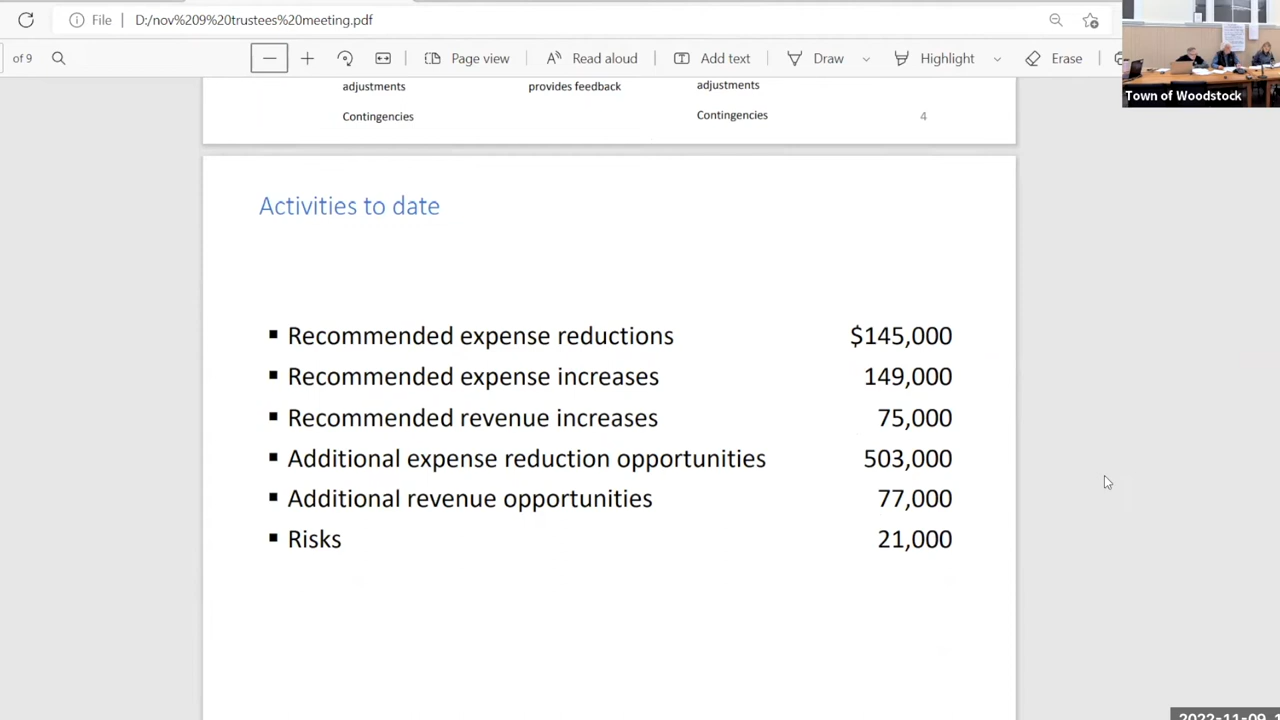 File D:/nov%209%20trustees%20meeting.pdf
of 9 Page view Read aloud Add text Draw Highlight Erase
Town of Woodstock
adjustments provides feedback adjustments
Contingencies Contingencies 4
Activities to date
▪ Recommended expense reductions $145,000
▪ Recommended expense increases 149,000
▪ Recommended revenue increases 75,000
▪ Additional expense reduction opportunities 503,000
▪ Additional revenue opportunities 77,000
▪ Risks 21,000
2022-11-09